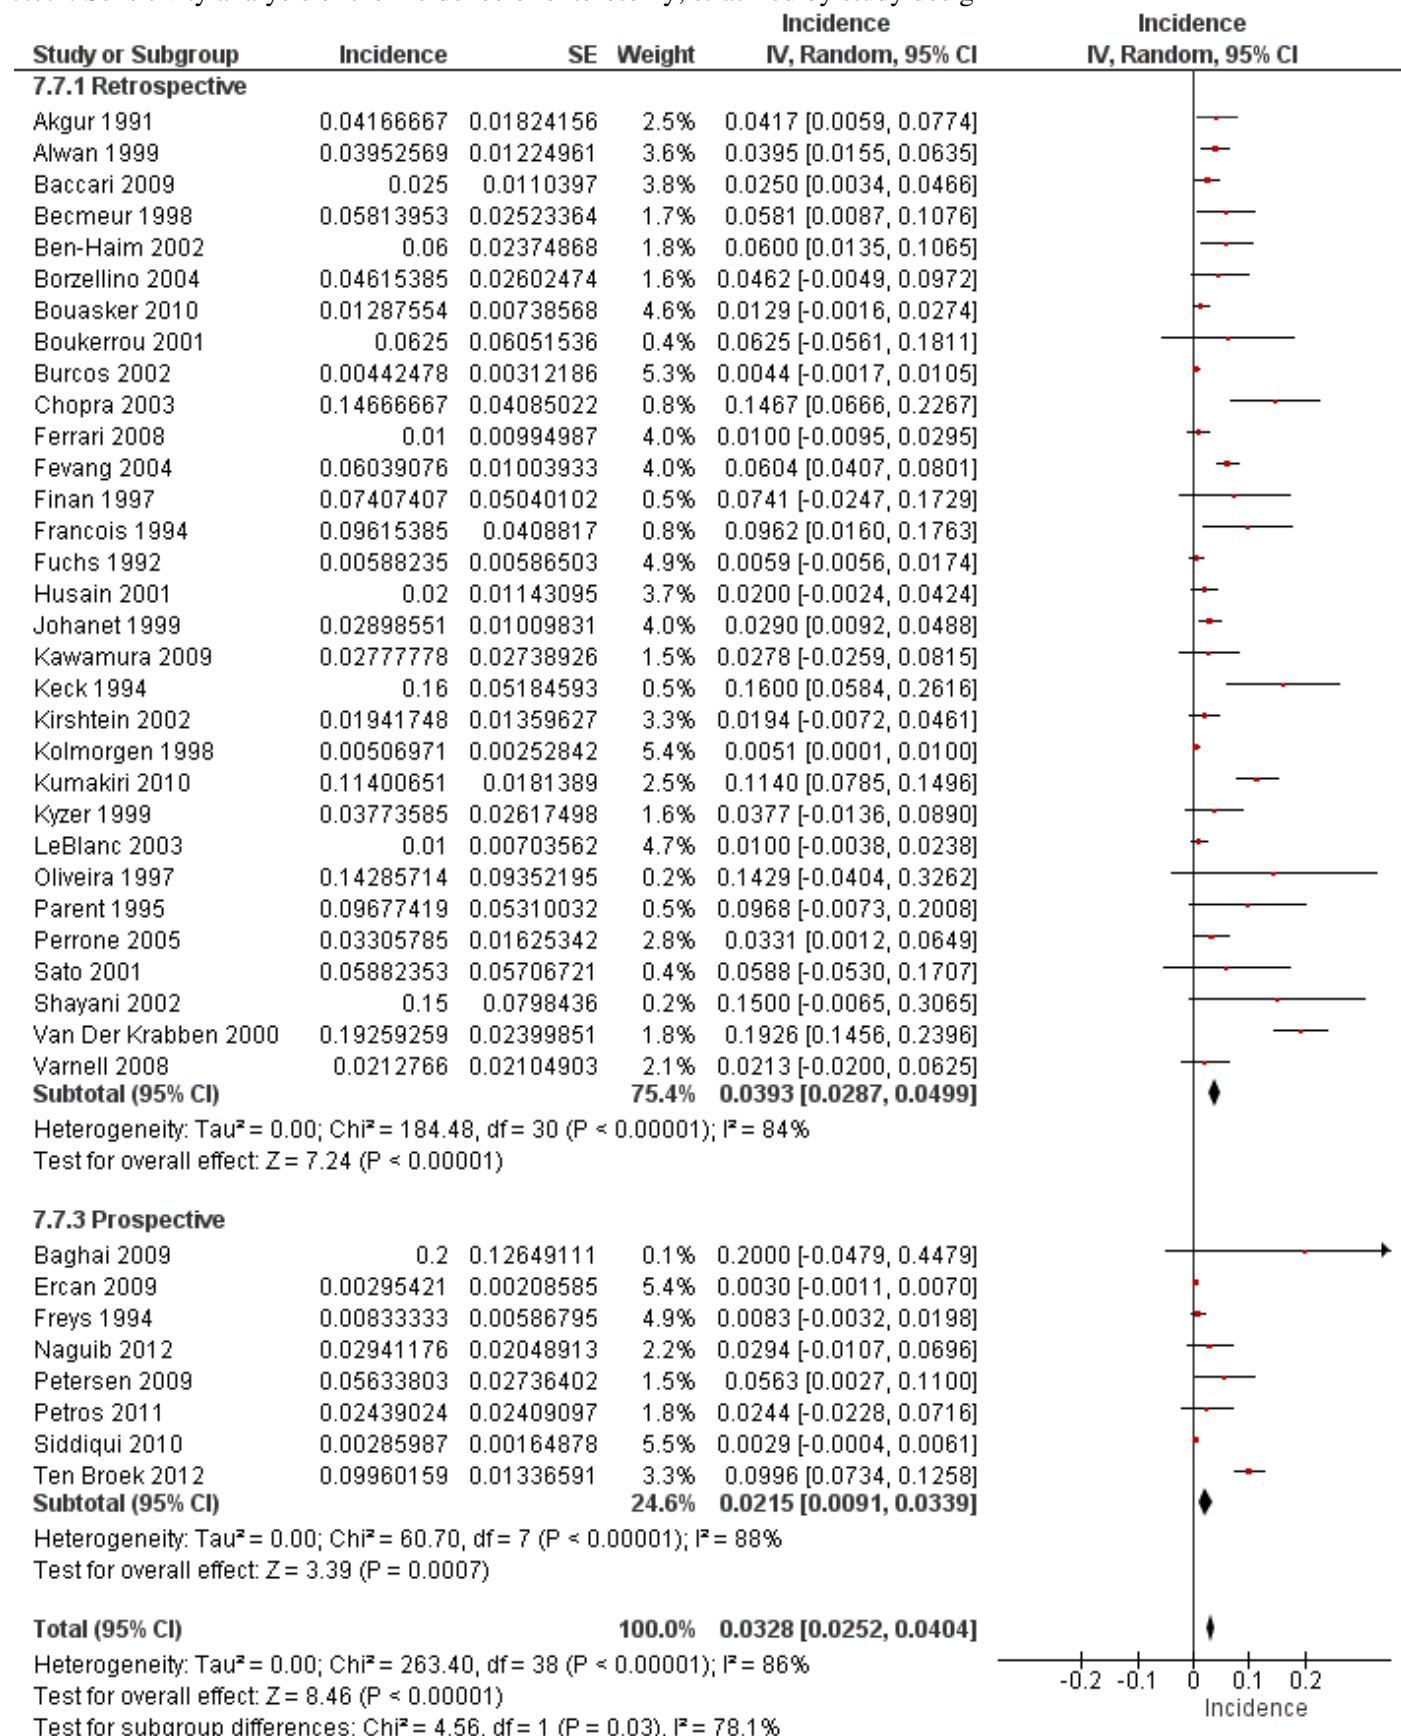 Sensitivity analysis of the incidence of enterotomy, stratified by study design
Incidence Incidence
Study or Subgroup Incidence SE Weight IV, Random, 95% CI IV, Random, 95% CI
7.7.1 Retrospective
Akgur 1991 0.04166667 0.01824156 2.5% 0.0417 [0.0059, 0.0774]
Alwan 1999 0.03952569 0.01224961 3.6% 0.0395 [0.0155, 0.0635]
Baccari 2009 0.025 0.0110397 3.8% 0.0250 [0.0034, 0.0466]
Becmeur 1998 0.05813953 0.02523364 1.7% 0.0581 [0.0087, 0.1076]
Ben-Haim 2002 0.06 0.02374868 1.8% 0.0600 [0.0135, 0.1065]
Borzellino 2004 0.04615385 0.02602474 1.6% 0.0462 [-0.0049, 0.0972]
Bouasker 2010 0.01287554 0.00738568 4.6% 0.0129 [-0.0016, 0.0274]
Boukerrou 2001 0.0625 0.06051536 0.4% 0.0625 [-0.0561, 0.1811]
Burcos 2002 0.00442478 0.00312186 5.3% 0.0044 [-0.0017, 0.0105]
Chopra 2003 0.14666667 0.04085022 0.8% 0.1467 [0.0666, 0.2267]
Ferrari 2008 0.01 0.00994987 4.0% 0.0100 [-0.0095, 0.0295]
Fevang 2004 0.06039076 0.01003933 4.0% 0.0604 [0.0407, 0.0801]
Finan 1997 0.07407407 0.05040102 0.5% 0.0741 [-0.0247, 0.1729]
Francois 1994 0.09615385 0.0408817 0.8% 0.0962 [0.0160, 0.1763]
Fuchs 1992 0.00588235 0.00586503 4.9% 0.0059 [-0.0056, 0.0174]
Husain 2001 0.02 0.01143095 3.7% 0.0200 [-0.0024, 0.0424]
Johanet 1999 0.02898551 0.01009831 4.0% 0.0290 [0.0092, 0.0488]
Kawamura 2009 0.02777778 0.02738926 1.5% 0.0278 [-0.0259, 0.0815]
Keck 1994 0.16 0.05184593 0.5% 0.1600 [0.0584, 0.2616]
Kirshtein 2002 0.01941748 0.01359627 3.3% 0.0194 [-0.0072, 0.0461]
Kolmorgen 1998 0.00506971 0.00252842 5.4% 0.0051 [0.0001, 0.0100]
Kumakiri 2010 0.11400651 0.0181389 2.5% 0.1140 [0.0785, 0.1496]
Kyzer 1999 0.03773585 0.02617498 1.6% 0.0377 [-0.0136, 0.0890]
LeBlanc 2003 0.01 0.00703562 4.7% 0.0100 [-0.0038, 0.0238]
Oliveira 1997 0.14285714 0.09352195 0.2% 0.1429 [-0.0404, 0.3262]
Parent 1995 0.09677419 0.05310032 0.5% 0.0968 [-0.0073, 0.2008]
Perrone 2005 0.03305785 0.01625342 2.8% 0.0331 [0.0012, 0.0649]
Sato 2001 0.05882353 0.05706721 0.4% 0.0588 [-0.0530, 0.1707]
Shayani 2002 0.15 0.0798436 0.2% 0.1500 [-0.0065, 0.3065]
Van Der Krabben 2000 0.19259259 0.02399851 1.8% 0.1926 [0.1456, 0.2396]
Varnell 2008 0.0212766 0.02104903 2.1% 0.0213 [-0.0200, 0.0625]
Subtotal (95% CI) 75.4% 0.0393 [0.0287, 0.0499]
Heterogeneity: Tau² = 0.00; Chi² = 184.48, df = 30 (P < 0.00001); I² = 84%
Test for overall effect: Z = 7.24 (P < 0.00001)
7.7.3 Prospective
Baghai 2009 0.2 0.12649111 0.1% 0.2000 [-0.0479, 0.4479]
Ercan 2009 0.00295421 0.00208585 5.4% 0.0030 [-0.0011, 0.0070]
Freys 1994 0.00833333 0.00586795 4.9% 0.0083 [-0.0032, 0.0198]
Naguib 2012 0.02941176 0.02048913 2.2% 0.0294 [-0.0107, 0.0696]
Petersen 2009 0.05633803 0.02736402 1.5% 0.0563 [0.0027, 0.1100]
Petros 2011 0.02439024 0.02409097 1.8% 0.0244 [-0.0228, 0.0716]
Siddiqui 2010 0.00285987 0.00164878 5.5% 0.0029 [-0.0004, 0.0061]
Ten Broek 2012 0.09960159 0.01336591 3.3% 0.0996 [0.0734, 0.1258]
Subtotal (95% CI) 24.6% 0.0215 [0.0091, 0.0339]
Heterogeneity: Tau² = 0.00; Chi² = 60.70, df = 7 (P < 0.00001); I² = 88%
Test for overall effect: Z = 3.39 (P = 0.0007)
Total (95% CI) 100.0% 0.0328 [0.0252, 0.0404]
Heterogeneity: Tau² = 0.00; Chi² = 263.40, df = 38 (P < 0.00001); I² = 86%
Test for overall effect: Z = 8.46 (P < 0.00001)
Test for subgroup differences: Chi² = 4.56, df = 1 (P = 0.03), I² = 78.1%
-0.2 -0.1 0 0.1 0.2
Incidence